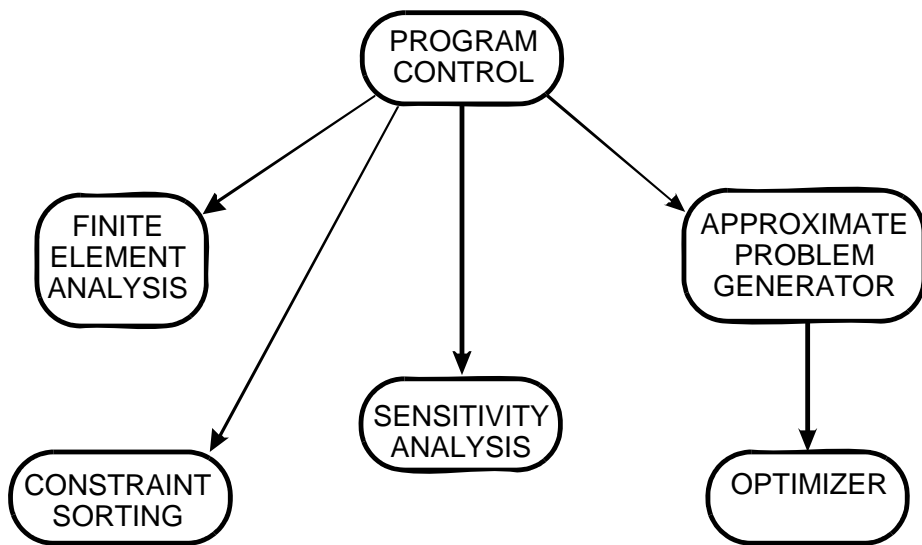 PROGRAM
CONTROL
FINITE
ELEMENT
ANALYSIS
APPROXIMATE
PROBLEM
GENERATOR
SENSITIVITY
ANALYSIS
CONSTRAINT
SORTING
OPTIMIZER